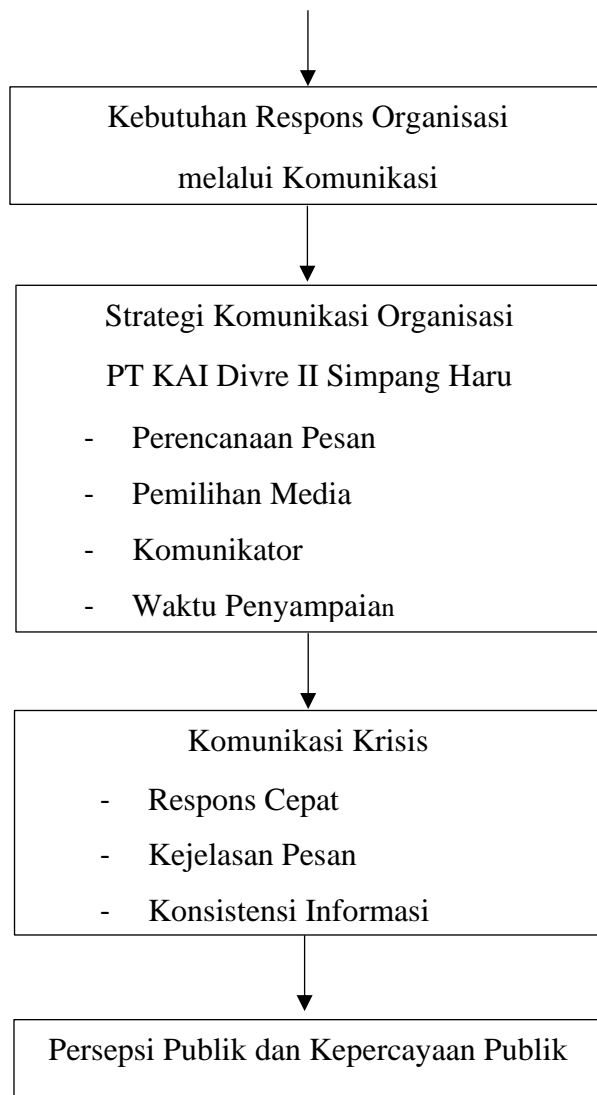 Kebutuhan Respons Organisasi
melalui Komunikasi
Strategi Komunikasi Organisasi
PT KAI Divre II Simpang Haru
- Perencanaan Pesan
- Pemilihan Media
- Komunikator
- Waktu Penyampaian
Komunikasi Krisis
- Respons Cepat
- Kejelasan Pesan
- Konsistensi Informasi
Persepsi Publik dan Kepercayaan Publik